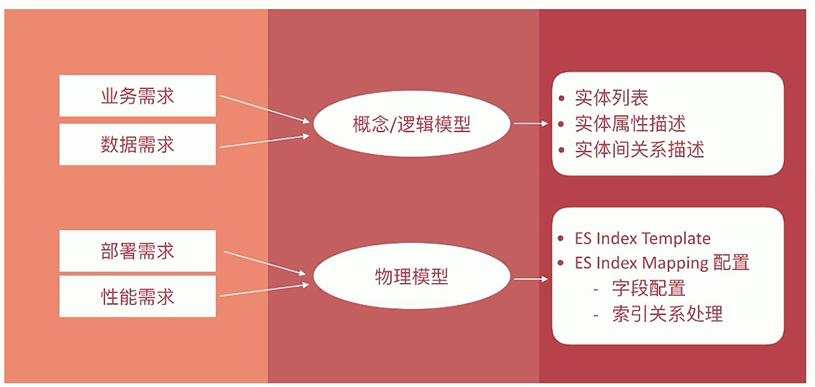 业务需求
数据需求
概念/逻辑模型
• 实体列表
• 实体属性描述
• 实体间关系描述
部署需求
性能需求
物理模型
• ES Index Template
• ES Index Mapping 配置
- 字段配置
- 索引关系处理